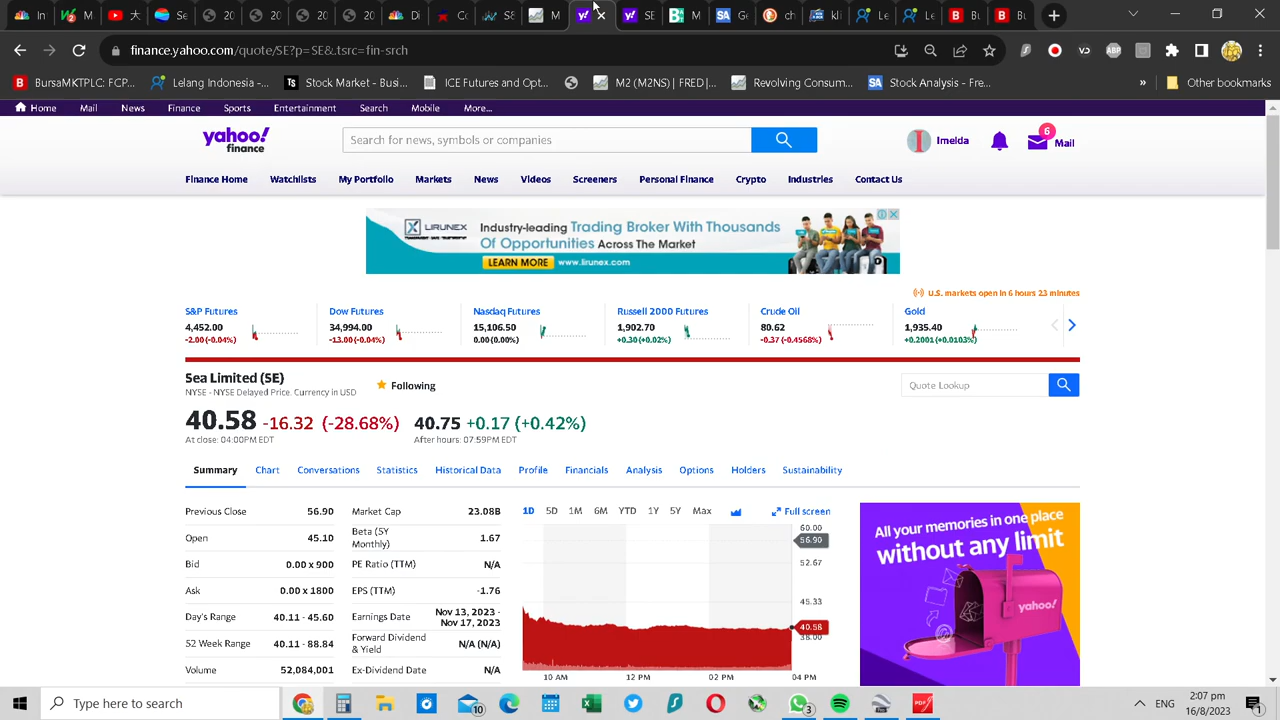 Le
B
B
finance.yahoo.com/quote/SE?p=SE&.tsrc=fin-srch
BursaMKTPLC: FCP...
Lelang Limited - O...
Ts Stock Market - Busi...
ICE Fut
M2 (M2NS) | FRED...
Revolving Consum...
SA Stock Market Analysis - Fre...
» Other bookmarks
Home Mail News Finance Sports Entertainment Search Mobile More...
yahoo!
finance
Search for news, symbols or companies
Imelda
6
Mail
Finance Home Watchlists My Portfolio Markets News Videos Screeners Personal Finance Crypto Industries Contact Us
LIRUNEX
Industry-leading Trading Broker With Thousands
Of Opportunities Across The Market
LEARN MORE www.lirunex.com
U.S. markets open in 6 hours 23 minutes
S&P Futures
4,452.00
-2.00 (-0.04%)
Dow Futures
34,994.00
-13.00 (-0.04%)
Nasdaq Futures
15,106.50
0.00 (0.00%)
Russell 2000 Futures
1,902.70
+0.30 (+0.02%)
Crude Oil
80.62
-0.37 (-0.4568%)
Gold
1,935.40
+0.2001 (+0.0103%)
Sea Limited (SE)
NYSE - NYSE Delayed Price. Currency in USD
Following
Quote Lookup
40.58 -16.32 (-28.68%)
At close: 04:00PM EDT
40.75 +0.17 (+0.42%)
After hours: 07:59PM EDT
Summary Chart Conversations Statistics Historical Data Profile Financials Analysis Options Holders Sustainability
Previous Close 56.90
Open 45.10
Bid 0.00 x 900
Ask 0.00 x 1800
Day's Range 40.11 - 45.60
52 Week Range 40.11 - 88.84
Volume 52,084,001
Market Cap 23.08B
Beta (5Y
Monthly) 1.67
PE Ratio (TTM) N/A
EPS (TTM) -1.76
Earnings Date Nov 13, 2023 -
Nov 17, 2023
Forward Dividend
& Yield N/A (N/A)
Ex-Dividend Date N/A
1D 5D 1M 6M YTD 1Y 5Y Max
Full screen
60.00
56.90
52.67
45.33
40.58
38.00
10 AM 12 PM 02 PM 04 PM
All your memories in one place
without any limit
yahoo!
Type here to search
10
3
ENG
2:07 pm
16/8/2023
1